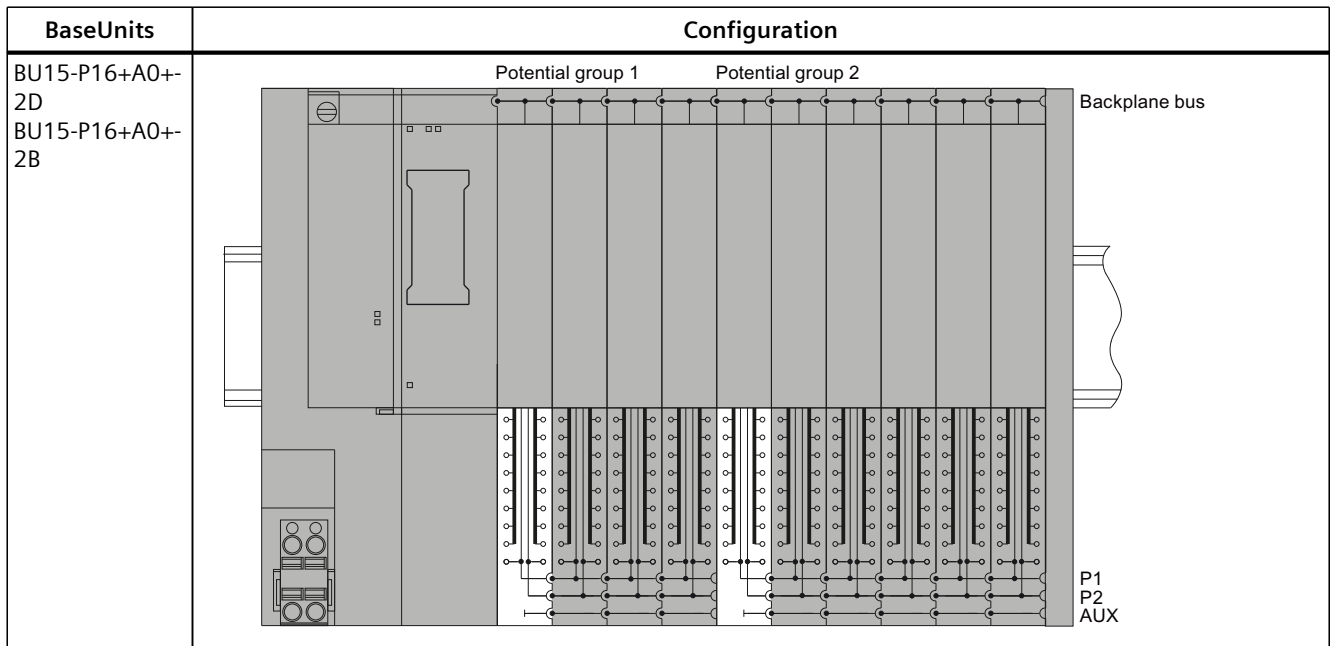 BaseUnits
Configuration
BU15-P16+A0+-
2D
BU15-P16+A0+-
2B
Potential group 1
Potential group 2
Backplane bus
P1
P2
AUX